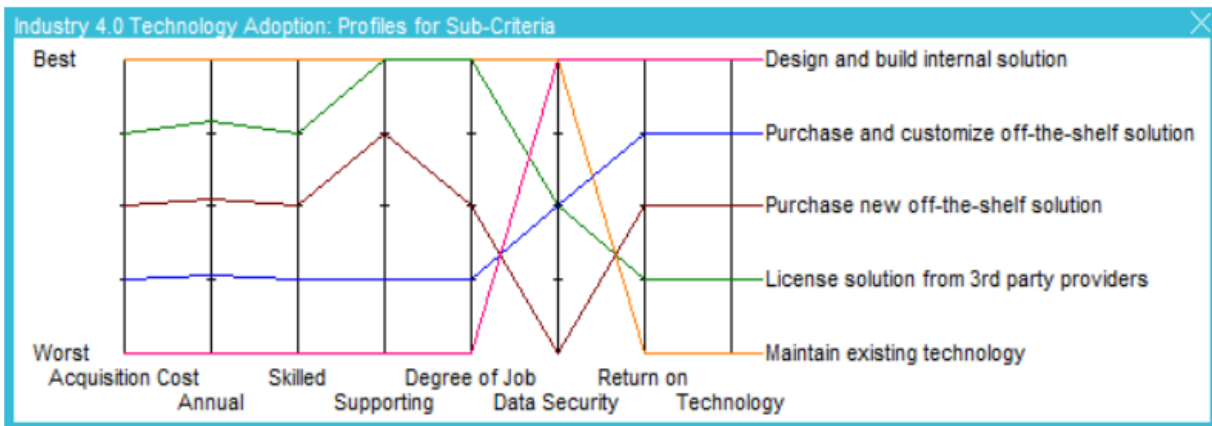 Industry 4.0 Technology Adoption: Profiles for Sub-Criteria
Best
Design and build internal solution
Purchase and customize off-the-shelf solution
Purchase new off-the-shelf solution
License solution from 3rd party providers
Worst
Maintain existing technology
Acquisition Cost
Skilled
Degree of Job
Return on
Annual
Supporting
Data Security
Technology